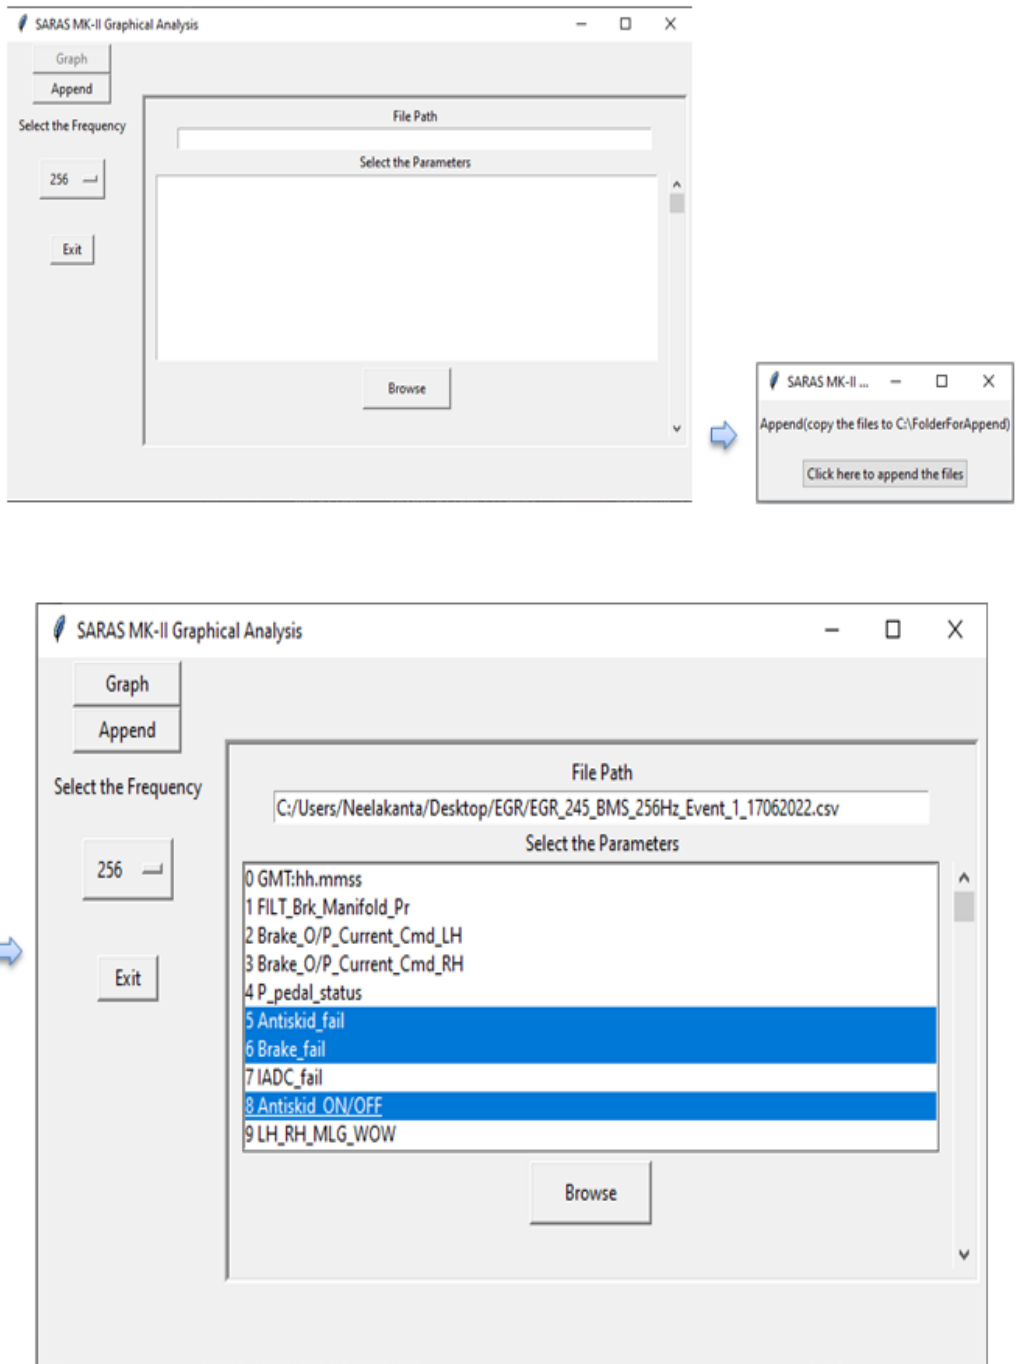 SARAS MK-II Graphical Analysis
Graph
Append
Select the Frequency
256
Exit
File Path
Select the Parameters
Browse
SARAS MK-II ...
Append(copy the files to C:\FolderForAppend)
Click here to append the files
SARAS MK-II Graphical Analysis
Graph
Append
Select the Frequency
256
Exit
File Path
C:/Users/Neelakanta/Desktop/EGR/EGR_245_BMS_256Hz_Event_1_17062022.csv
Select the Parameters
0 GMT:hh.mmss
1 FILT_Brk_Manifold_Pr
2 Brake_O/P_Current_Cmd_LH
3 Brake_O/P_Current_Cmd_RH
4 P_pedal_status
5 Antiskid_fail
6 Brake_fail
7 IADC_fail
8 Antiskid_ON/OFF
9 LH_RH_MLG_WOW
Browse